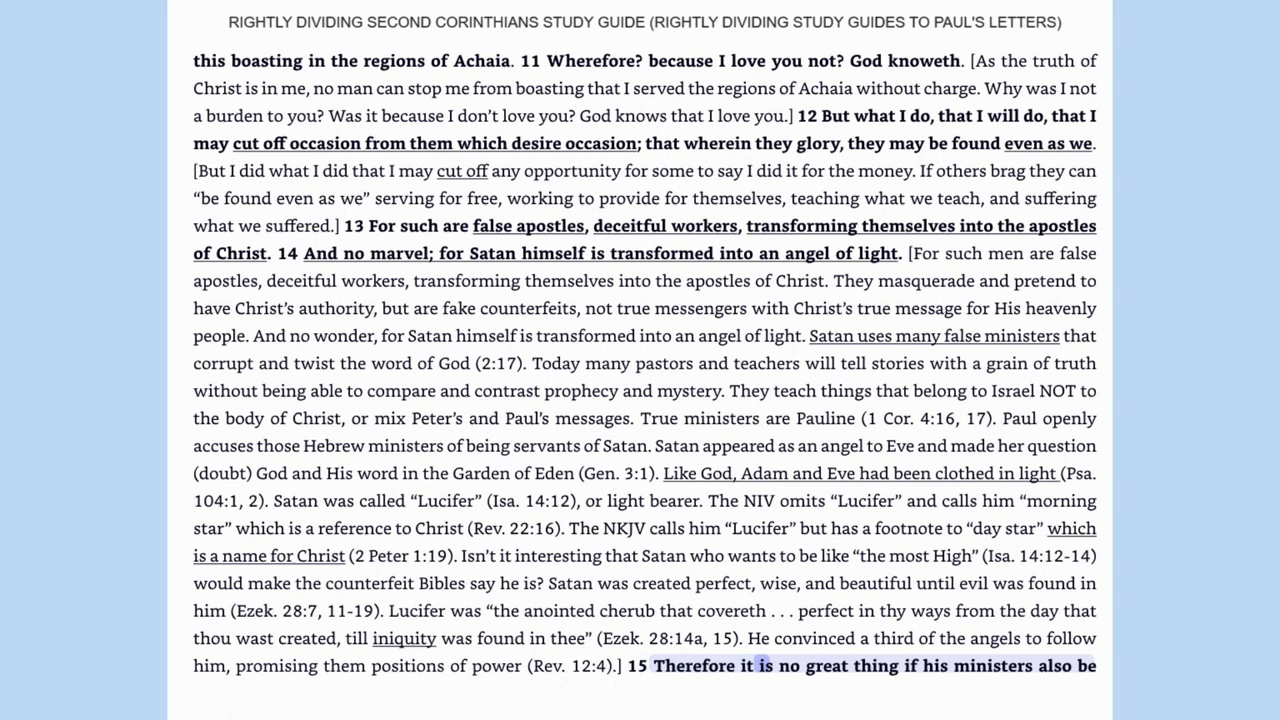 RIGHTLY DIVIDING SECOND CORINTHIANS STUDY GUIDE (RIGHTLY DIVIDING STUDY GUIDES TO PAUL'S LETTERS)
this boasting in the regions of Achaia. 11 Wherefore? because I love you not? God knoweth. [As the truth of
Christ is in me, no man can stop me from boasting that I served the regions of Achaia without charge. Why was I not
a burden to you? Was it because I don’t love you? God knows that I love you.] 12 But what I do, that I will do, that I
may cut off occasion from them which desire occasion; that wherein they glory, they may be found even as we.
[But I did what I did that I may cut off any opportunity for some to say I did it for the money. If others brag they can
“be found even as we” serving for free, working to provide for themselves, teaching what we teach, and suffering
what we suffered.] 13 For such are false apostles, deceitful workers, transforming themselves into the apostles
of Christ. 14 And no marvel; for Satan himself is transformed into an angel of light. [For such men are false
apostles, deceitful workers, transforming themselves into the apostles of Christ. They masquerade and pretend to
have Christ’s authority, but are fake counterfeits, not true messengers with Christ’s true message for His heavenly
people. And no wonder, for Satan himself is transformed into an angel of light. Satan uses many false ministers that
corrupt and twist the word of God (2:17). Today many pastors and teachers will tell stories with a grain of truth
without being able to compare and contrast prophecy and mystery. They teach things that belong to Israel NOT to
the body of Christ, or mix Peter’s and Paul’s messages. True ministers are Pauline (1 Cor. 4:16, 17). Paul openly
accuses those Hebrew ministers of being servants of Satan. Satan appeared as an angel to Eve and made her question
(doubt) God and His word in the Garden of Eden (Gen. 3:1). Like God, Adam and Eve had been clothed in light (Psa.
104:1, 2). Satan was called “Lucifer” (Isa. 14:12), or light bearer. The NIV omits “Lucifer” and calls him “morning
star” which is a reference to Christ (Rev. 22:16). The NKJV calls him “Lucifer” but has a footnote to “day star” which
is a name for Christ (2 Peter 1:19). Isn’t it interesting that Satan who wants to be like “the most High” (Isa. 14:12-14)
would make the counterfeit Bibles say he is? Satan was created perfect, wise, and beautiful until evil was found in
him (Ezek. 28:7, 11-19). Lucifer was “the anointed cherub that covereth . . . perfect in thy ways from the day that
thou wast created, till iniquity was found in thee” (Ezek. 28:14a, 15). He convinced a third of the angels to follow
him, promising them positions of power (Rev. 12:4).] 15 Therefore it is no great thing if his ministers also be